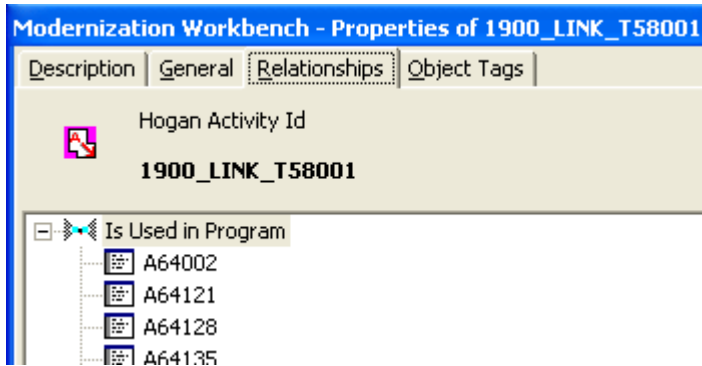 Modernization Workbench - Properties of 1900_LINK_T58001
Description General Relationships Object Tags
Hogan Activity Id
1900_LINK_T58001
Is Used in Program
A64002
A64121
A64128
A64135